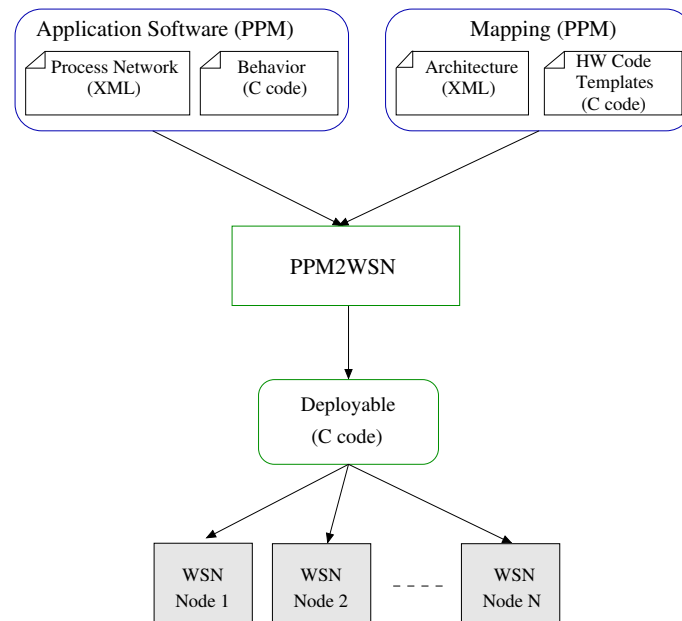 Application Software (PPM)
Process Network
(XML)
Behavior
(C code)
Mapping (PPM)
Architecture
(XML)
HW Code
Templates
(C code)
PPM2WSN
Deployable
(C code)
WSN
Node 1
WSN
Node 2
WSN
Node N